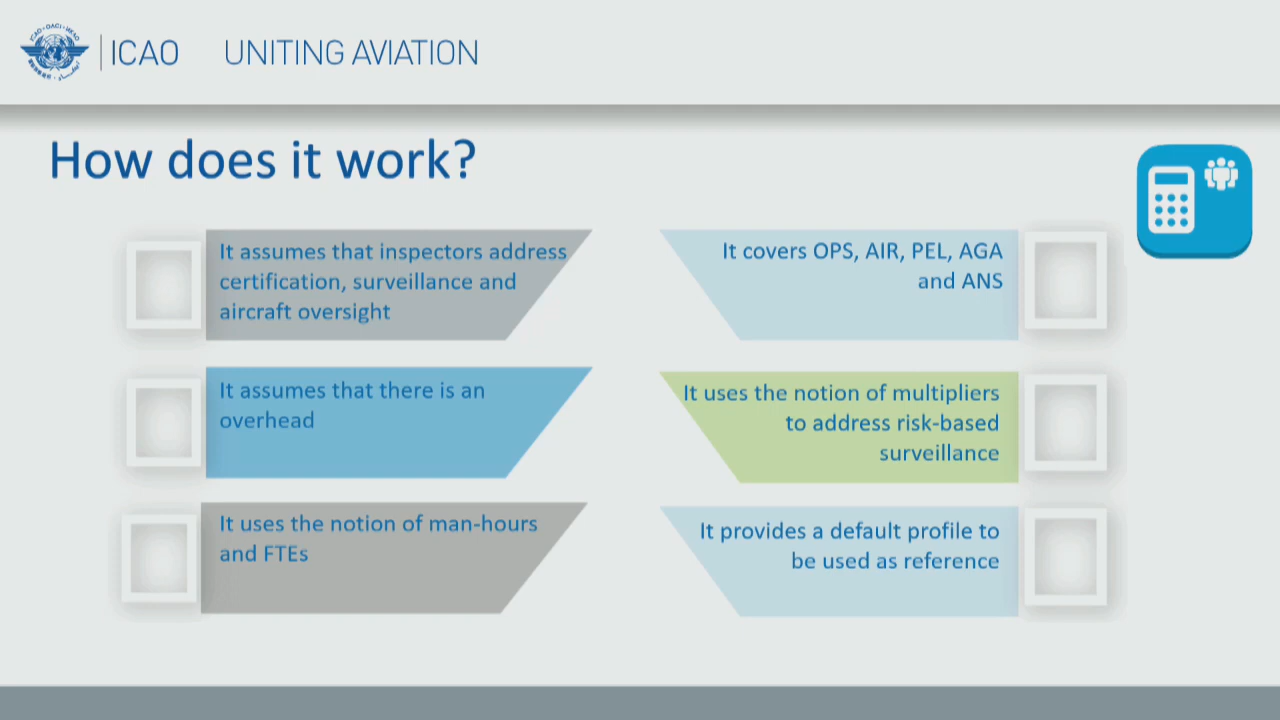 ICAO UNITING AVIATION
How does it work?
It assumes that inspectors address
certification, surveillance and
aircraft oversight
It assumes that there is an
overhead
It uses the notion of man-hours
and FTEs
It covers OPS, AIR, PEL, AGA
and ANS
It uses the notion of multipliers
to address risk-based
surveillance
It provides a default profile to
be used as reference